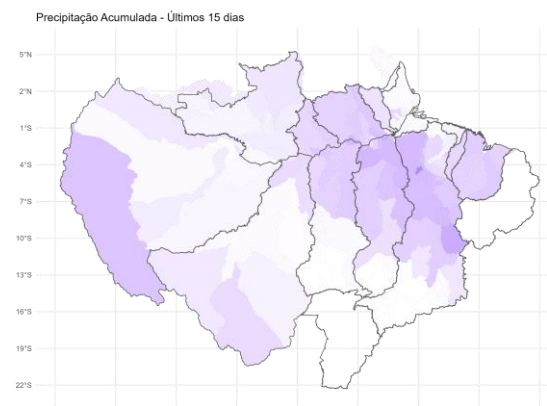 Precipitação Acumulada - Últimos 15 dias
5°N
2°N
1°S
4°S
7°S
10°S
13°S
16°S
19°S
22°S